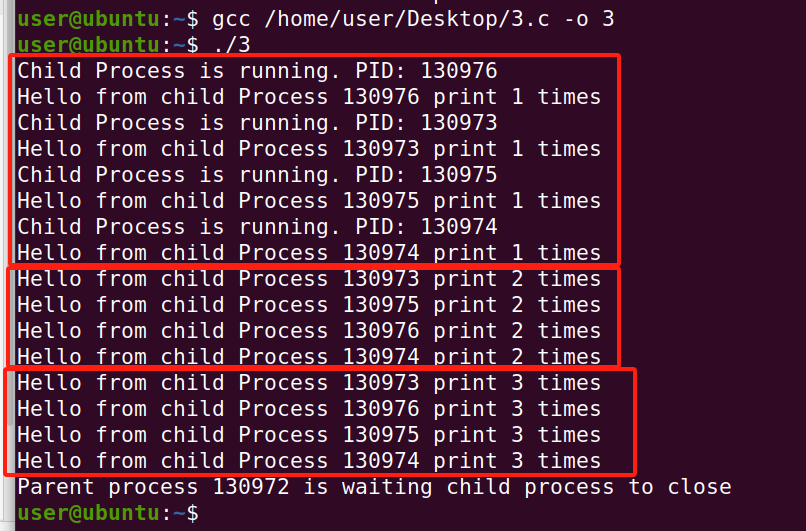 user@ubuntu:~$ gcc /home/user/Desktop/3.c -o 3
user@ubuntu:~$ ./3
Child Process is running. PID: 130976
Hello from child Process 130976 print 1 times
Child Process is running. PID: 130973
Hello from child Process 130973 print 1 times
Child Process is running. PID: 130975
Hello from child Process 130975 print 1 times
Child Process is running. PID: 130974
Hello from child Process 130974 print 1 times
Hello from child Process 130973 print 2 times
Hello from child Process 130975 print 2 times
Hello from child Process 130976 print 2 times
Hello from child Process 130974 print 2 times
Hello from child Process 130973 print 3 times
Hello from child Process 130976 print 3 times
Hello from child Process 130975 print 3 times
Hello from child Process 130974 print 3 times
Parent process 130972 is waiting child process to close
user@ubuntu:~$